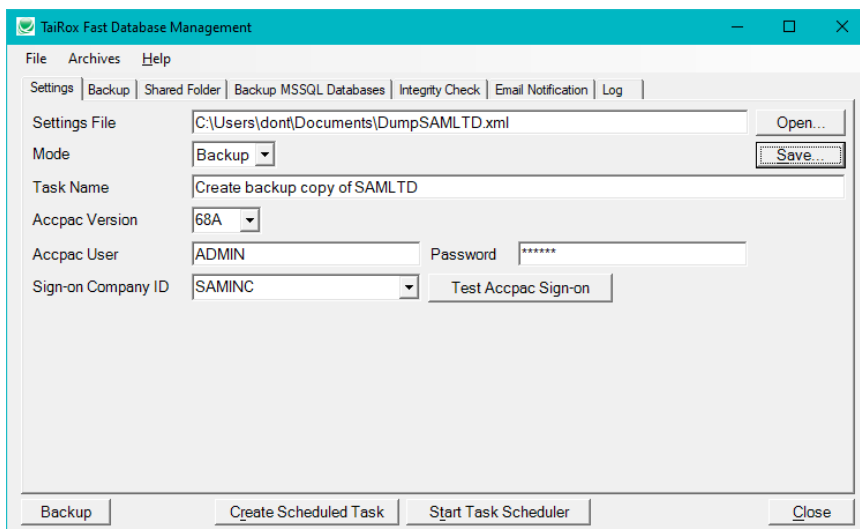 TaiRox Fast Database Management
File Archives Help
Settings Backup Shared Folder Backup MSSQL Databases Integrity Check Email Notification Log
Settings File C:\Users\dont\Documents\DumpSAMLTD.xml Open...
Mode Backup Save...
Task Name Create backup copy of SAMLTD
Accpac Version 68A
Accpac User ADMIN Password ******
Sign-on Company ID SAMINC Test Accpac Sign-on
Backup Create Scheduled Task Start Task Scheduler Close